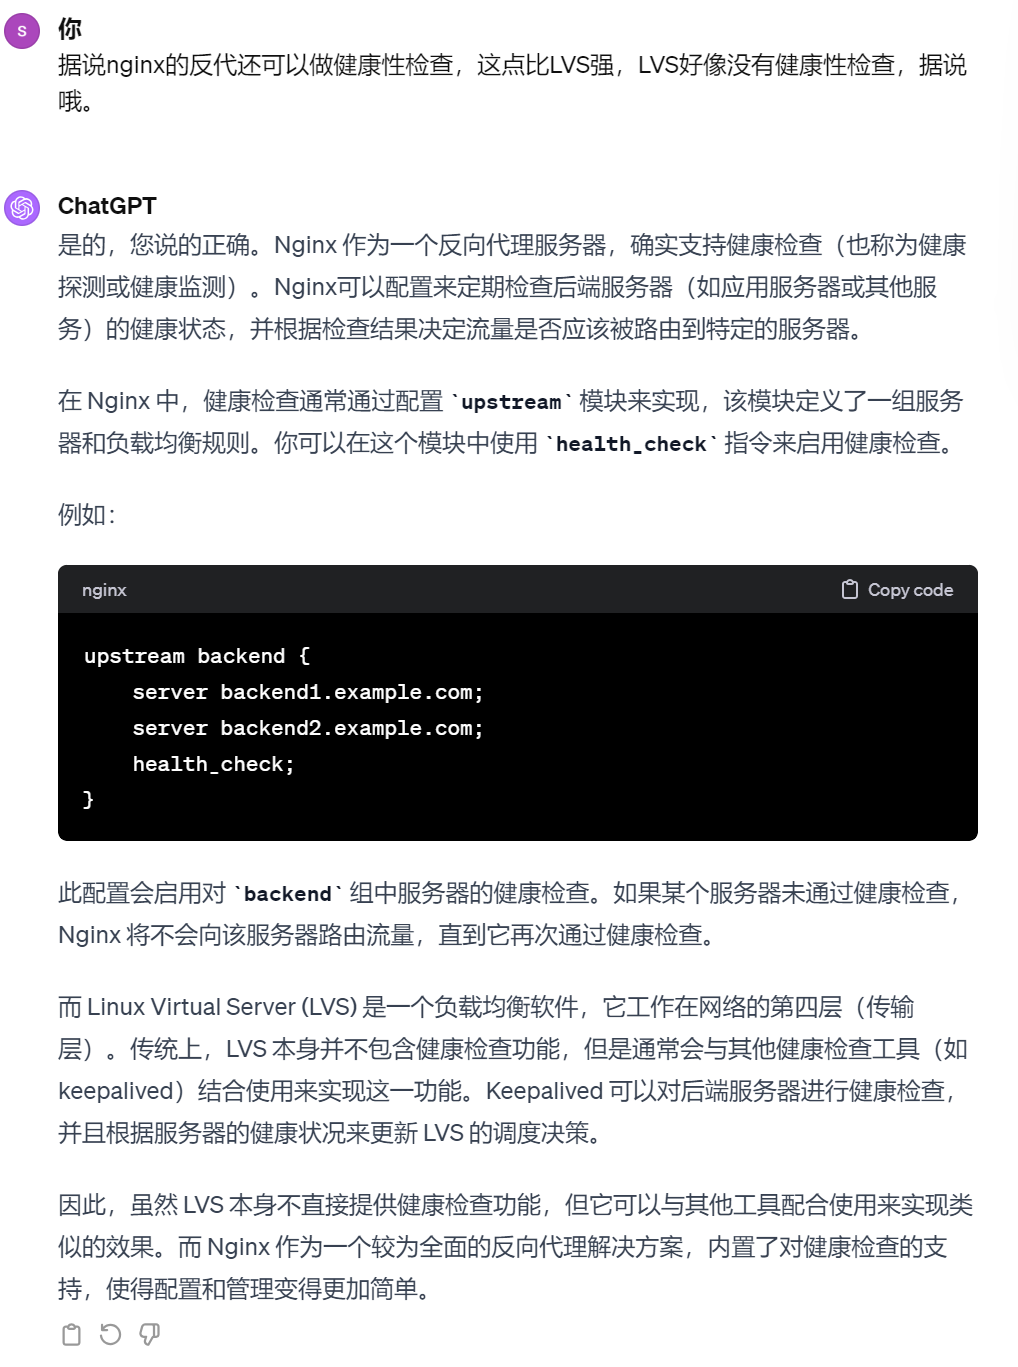 S
你
据说nginx的反代还可以做健康性检查，这点比LVS强，LVS好像没有健康性检查，据说
哦。
ChatGPT
是的，您说的正确。Nginx 作为一个反向代理服务器，确实支持健康检查（也称为健康
探测或健康监测）。Nginx可以配置来定期检查后端服务器（如应用服务器或其他服
务）的健康状态，并根据检查结果决定流量是否应该被路由到特定的服务器。
在 Nginx 中，健康检查通常通过配置 `upstream` 模块来实现，该模块定义了一组服务
器和负载均衡规则。你可以在这个模块中使用 `health_check` 指令来启用健康检查。
例如：
nginx
Copy code
upstream backend {
    server backend1.example.com;
    server backend2.example.com;
    health_check;
}
此配置会启用对 `backend` 组中服务器的健康检查。如果某个服务器未通过健康检查，
Nginx 将不会向该服务器路由流量，直到它再次通过健康检查。
而 Linux Virtual Server (LVS) 是一个负载均衡软件，它工作在网络的第四层（传输
层）。传统上，LVS 本身并不包含健康检查功能，但是通常会与其他健康检查工具（如
keepalived）结合使用来实现这一功能。Keepalived 可以对后端服务器进行健康检查，
并且根据服务器的健康状况来更新 LVS 的调度决策。
因此，虽然 LVS 本身不直接提供健康检查功能，但它可以与其他工具配合使用来实现类
似的效果。而 Nginx 作为一个较为全面的反向代理解决方案，内置了对健康检查的支
持，使得配置和管理变得更加简单。